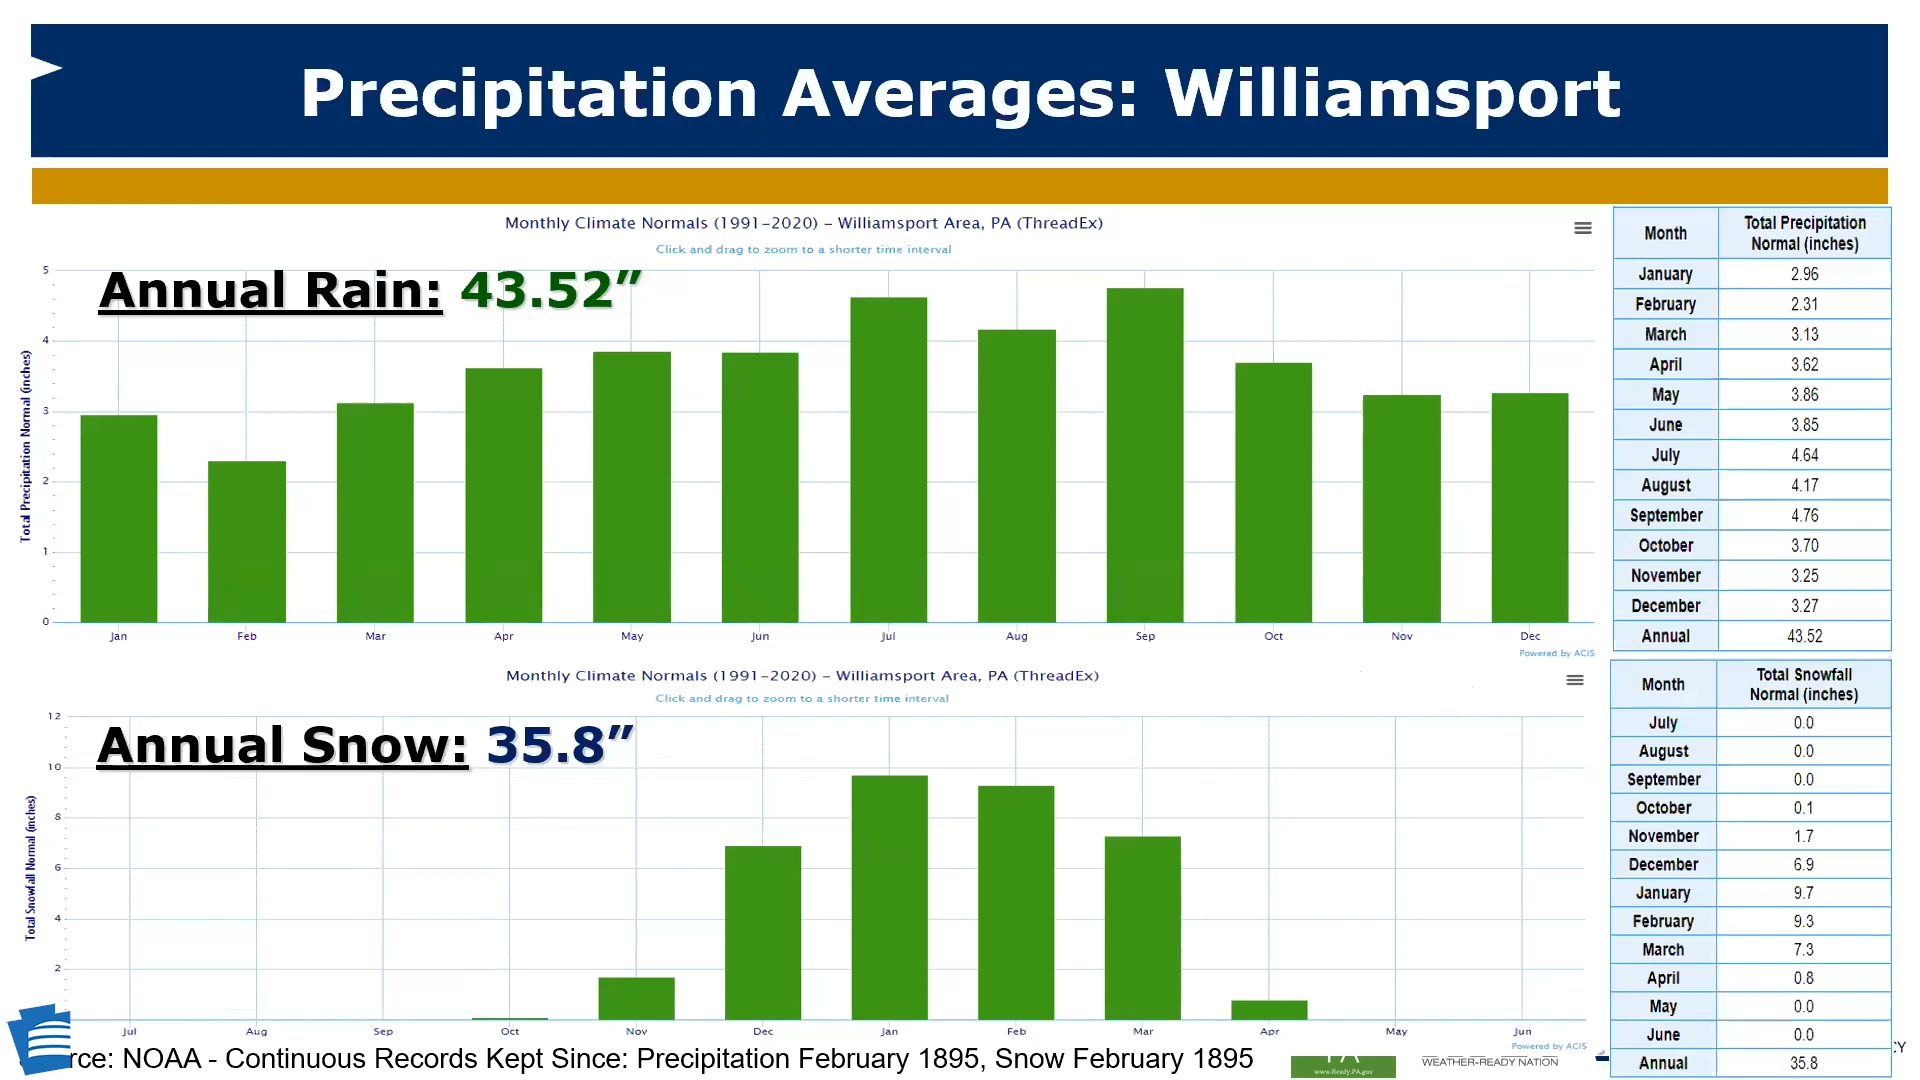 Precipitation Averages: Williamsport
Monthly Climate Normals (1991-2020) - Williamsport Area, PA (ThreadEx)
Click and drag to zoom to a shorter time interval
Annual Rain: 43.52”
Total Precipitation Normal (inches)
5
4
3
2
1
0
Jan Feb Mar Apr May Jun Jul Aug Sep Oct Nov Dec
Powered by ACIS
Month Total Precipitation Normal (inches)
January 2.96
February 2.31
March 3.13
April 3.62
May 3.86
June 3.85
July 4.64
August 4.17
September 4.76
October 3.70
November 3.25
December 3.27
Annual 43.52
Monthly Climate Normals (1991-2020) - Williamsport Area, PA (ThreadEx)
Click and drag to zoom to a shorter time interval
Annual Snow: 35.8”
Total Snowfall Normal (inches)
12
10
8
6
4
2
Jul Aug Sep Oct Nov Dec Jan Feb Mar Apr May Jun
Powered by ACIS
Month Total Snowfall Normal (inches)
July 0.0
August 0.0
September 0.0
October 0.1
November 1.7
December 6.9
January 9.7
February 9.3
March 7.3
April 0.8
May 0.0
June 0.0
Annual 35.8
rce: NOAA - Continuous Records Kept Since: Precipitation February 1895, Snow February 1895
www.Ready.PA.gov
WEATHER-READY NATION